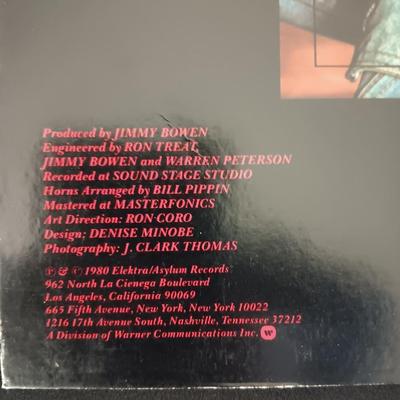 Produced by JIMMY BOWEN
Engineered by RON TREAT,
JIMMY BOWEN and WARREN PETERSON
Recorded at SOUND STAGE STUDIO
Horns Arranged by BILL PIPPIN
Mastered at MASTERFONICS
Art Direction: RON CORO
Design: DENISE MINOBE
Photography: J. CLARK THOMAS
℗ & © 1980 Elektra/Asylum Records
962 North La Cienega Boulevard
Los Angeles, California 90069
665 Fifth Avenue, New York, New York 10022
1216 17th Avenue South, Nashville, Tennessee 37212
A Division of Warner Communications Inc.